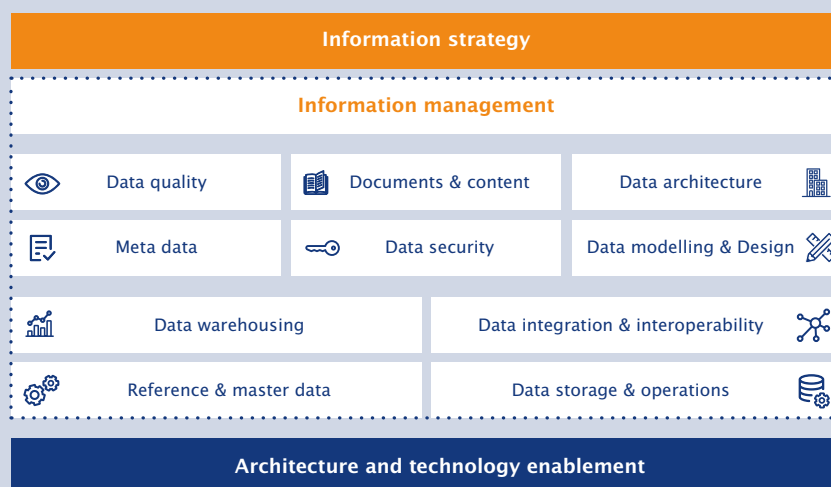 Information strategy
Information management
Data quality
Documents & content
Data architecture
Meta data
Data security
Data modelling & Design
Data warehousing
Data integration & interoperability
Reference & master data
Data storage & operations
Architecture and technology enablement